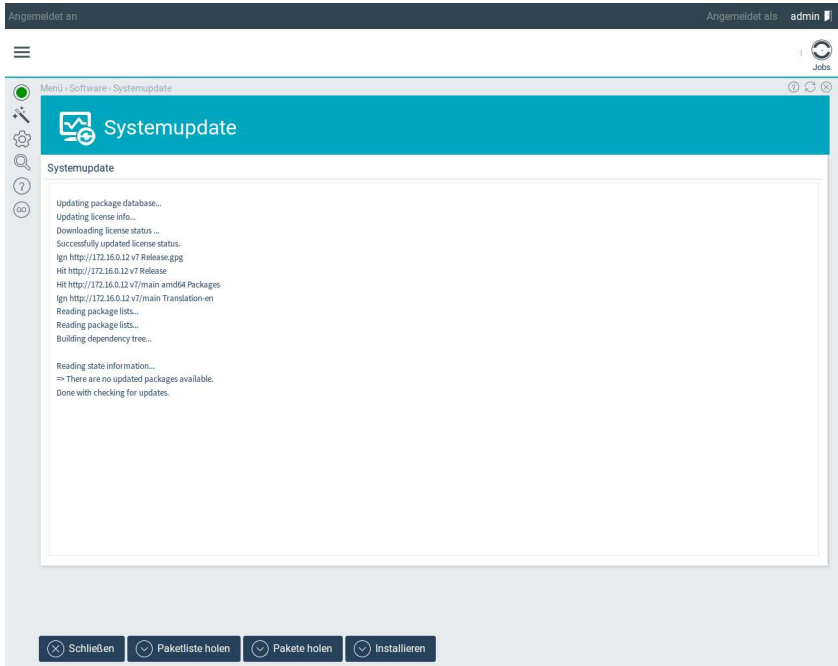 Angemeldet an
Angemeldet als admin
Jobs
Menü › Software › Systemupdate
Systemupdate
Systemupdate
Updating package database...
Updating license info...
Downloading license status ...
Successfully updated license status.
Ign http://172.16.0.12 v7 Release.gpg
Hit http://172.16.0.12 v7 Release
Hit http://172.16.0.12 v7/main amd64 Packages
Ign http://172.16.0.12 v7/main Translation-en
Reading package lists...
Reading package lists...
Building dependency tree...
Reading state information...
=> There are no updated packages available.
Done with checking for updates.
GO
Schließen Paketliste holen Pakete holen Installieren